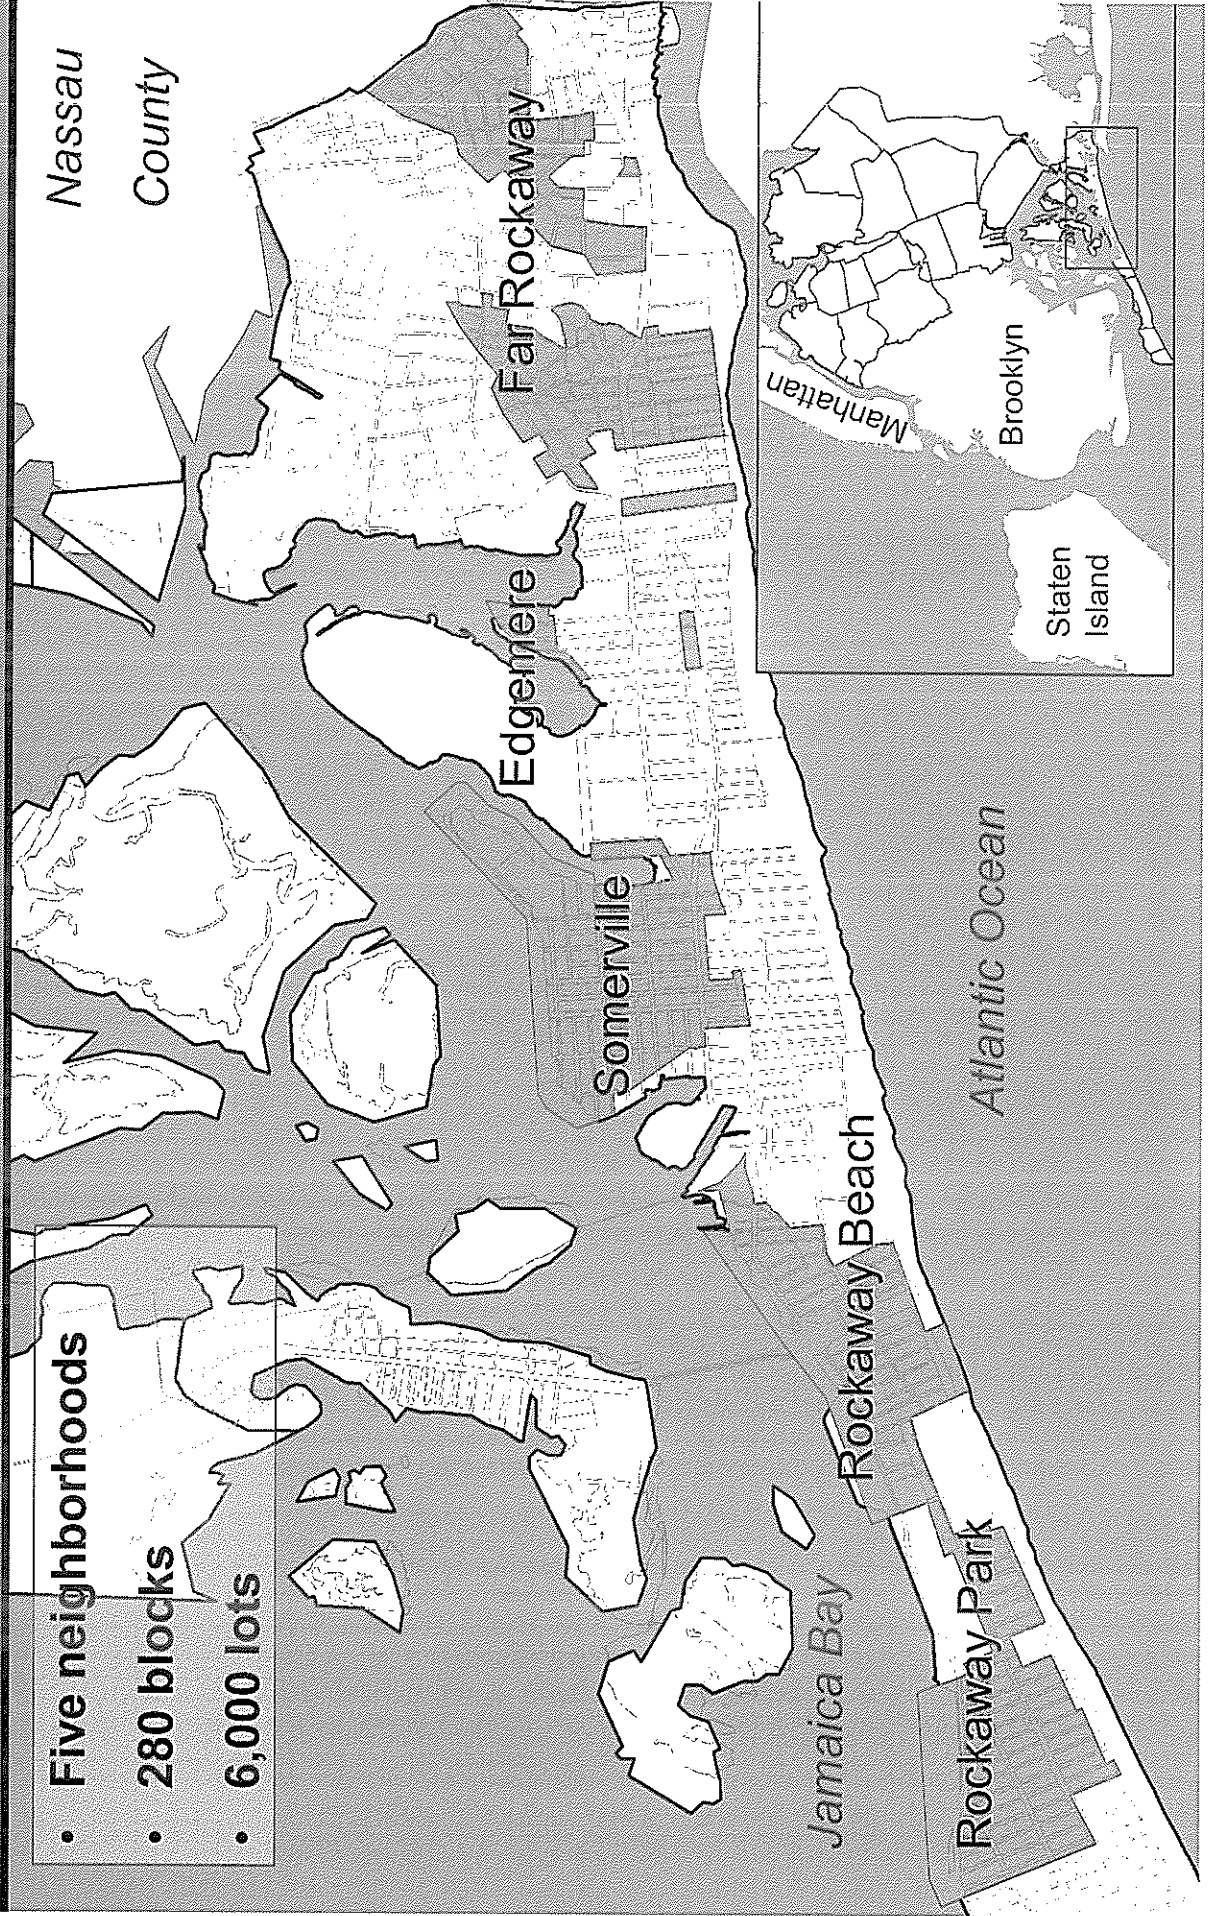 • Five neighborhoods
• 280 blocks
• 6,000 lots
Nassau
County
Far Rockaway
Edgemere
Somerville
Rockaway Beach
Rockaway Park
Jamaica Bay
Atlantic Ocean
Manhattan
Brooklyn
Staten
Island